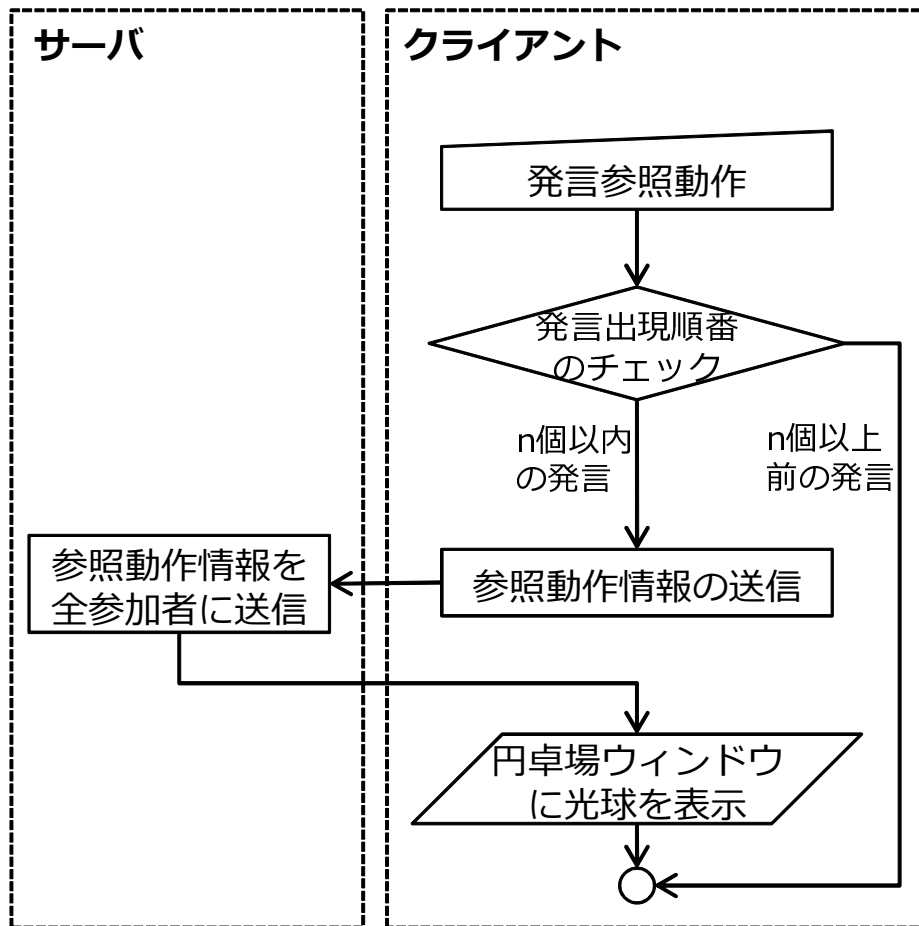 サーバ
クライアント
発言参照動作
発言出現順番
のチェック
n個以内
の発言
n個以上
前の発言
参照動作情報を
全参加者に送信
参照動作情報の送信
円卓場ウィンドウ
に光球を表示